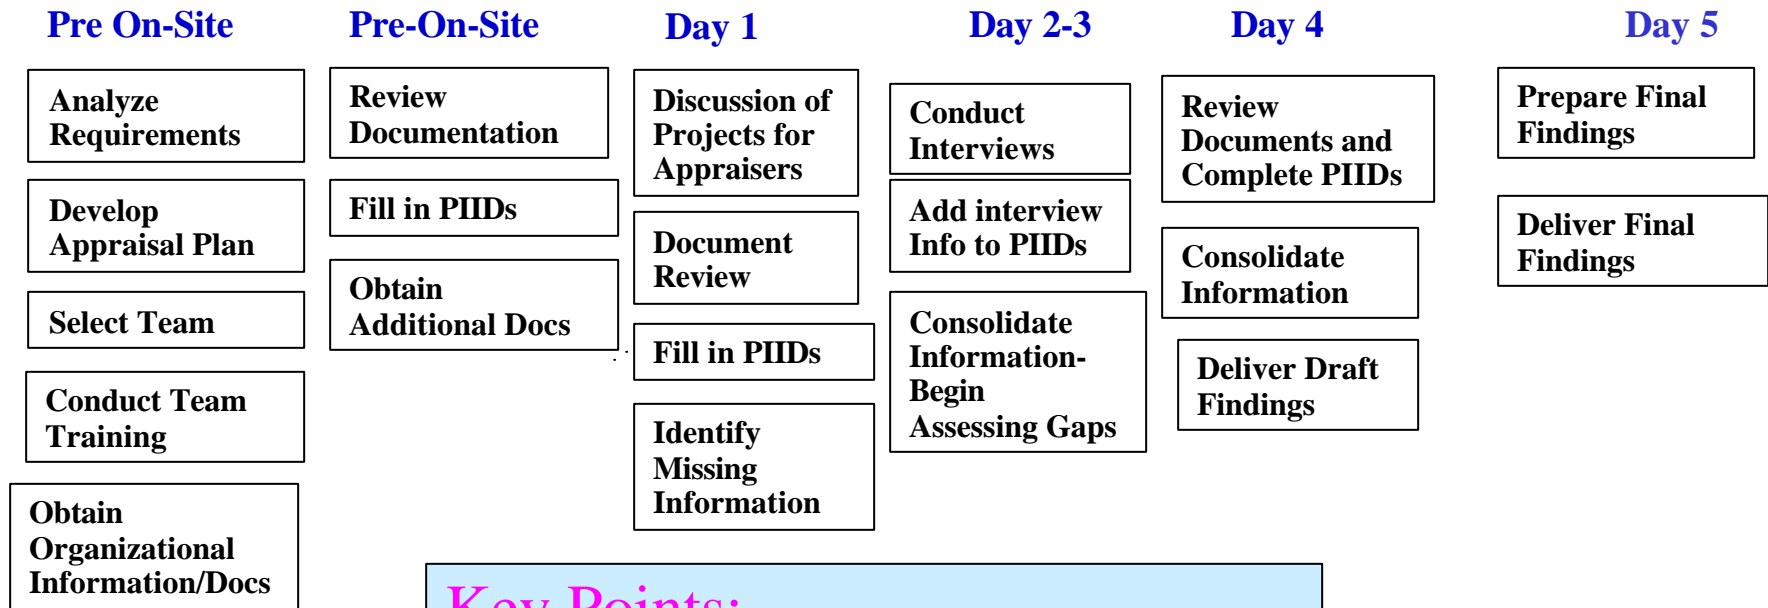 Pre On-Site
Pre-On-Site
Day 1
Day 2-3
Day 4
Day 5
Analyze
Requirements
Develop
Appraisal Plan
Select Team
Conduct Team
Training
Obtain
Organizational
Information/Docs
Review
Documentation
Fill in PIIDs
Obtain
Additional Docs
Discussion of
Projects for
Appraisers
Document
Review
Fill in PIIDs
Identify
Missing
Information
Conduct
Interviews
Add interview
Info to PIIDs
Consolidate
Information-
Begin
Assessing Gaps
Review
Documents and
Complete PIIDs
Consolidate
Information
Deliver Draft
Findings
Prepare Final
Findings
Deliver Final
Findings
Key Points: